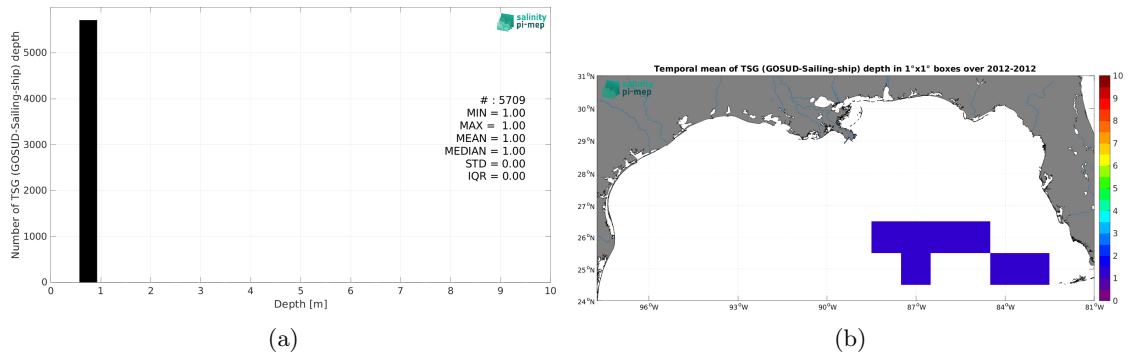 salinity
pi-mep
5000
4000
3000
2000
1000
0
Number of TSG (GOSUD-Sailing-ship) depth
# : 5709
MIN = 1.00
MAX = 1.00
MEAN = 1.00
MEDIAN = 1.00
STD = 0.00
IQR = 0.00
0 1 2 3 4 5 6 7 8 9 10
Depth [m]
(a)
Temporal mean of TSG (GOSUD-Sailing-ship) depth in 1°x1° boxes over 2012-2012
salinity
pi-mep
31°N
30°N
29°N
28°N
27°N
26°N
25°N
24°N
96°W 93°W 90°W 87°W 84°W 81°W
10
9
8
7
6
5
4
3
2
1
0
(b)